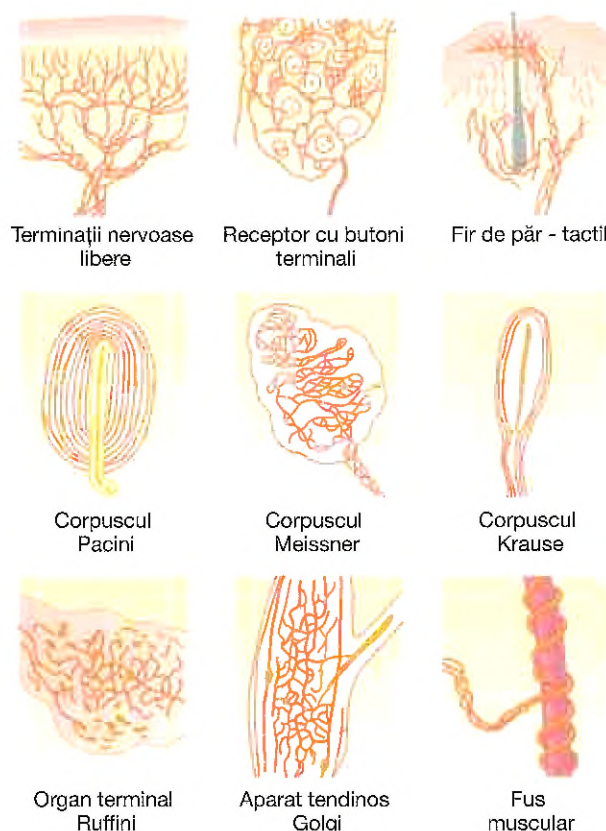 Terminații nervoase
libere
Receptor cu butoni
terminali
Fir de păr - tactil
Corpuscul
Pacini
Corpuscul
Meissner
Corpuscul
Krause
Organ terminal
Ruffini
Aparat tendinos
Golgi
Fus
muscular